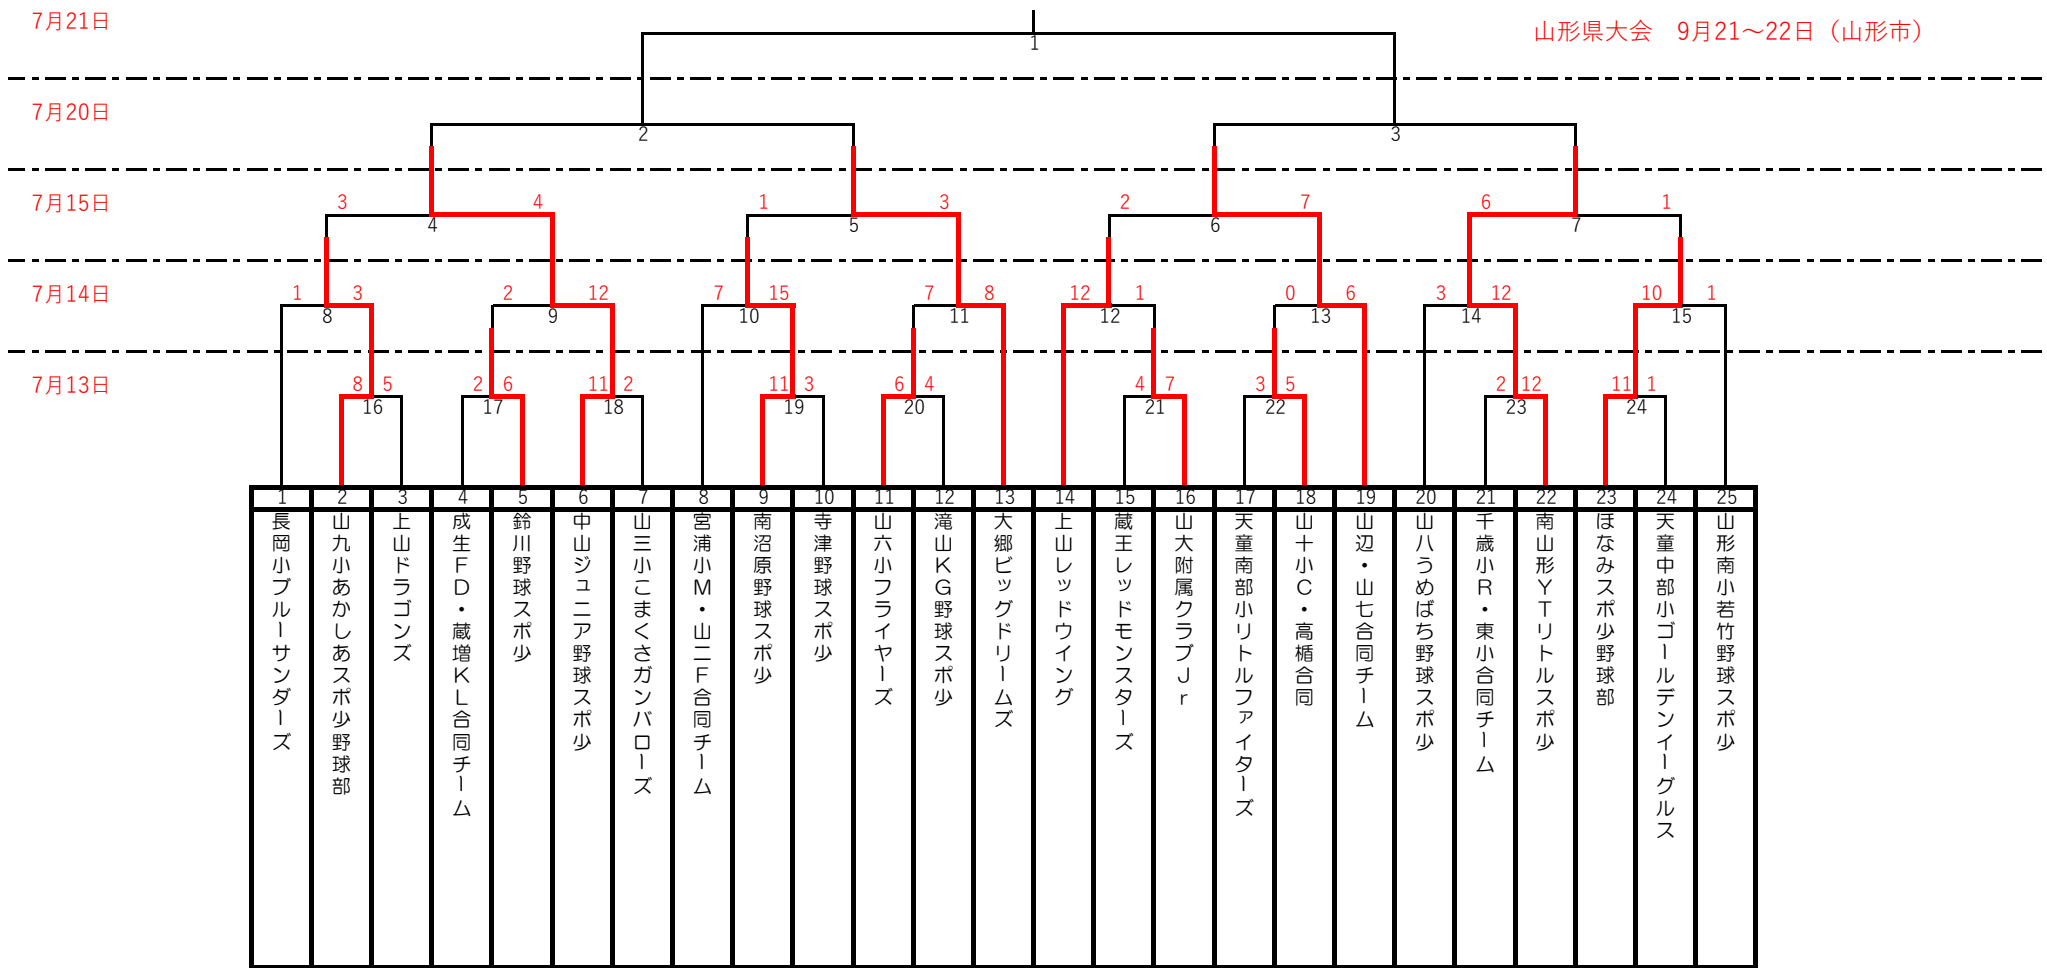 7月21日
山形県大会　9月21～22日（山形市）
1
7月20日
2 3
7月15日
3 4 1 3 2 7 6 1
4 5 6 7
7月14日
1 3 2 12 7 15 7 8 12 1 0 6 3 12 10 1
8 9 10 11 12 13 14 15
7月13日
8 5 2 6 11 2 11 3 6 4 4 7 3 5 2 12 11 1
16 17 18 19 20 21 22 23 24
1 2 3 4 5 6 7 8 9 10 11 12 13 14 15 16 17 18 19 20 21 22 23 24 25
長岡小ブルーサンダーズ
山九小あかしあスポ少野球部
上山ドラゴンズ
成生ＦＤ・蔵増ＫＬ合同チーム
鈴川野球スポ少
中山ジュニア野球スポ少
山三小こまくさガンバローズ
宮浦小Ｍ・山二Ｆ合同チーム
南沼原野球スポ少
寺津野球スポ少
山六小フライヤーズ
滝山ＫＧ野球スポ少
大郷ビッグドリームズ
上山レッドウイング
蔵王レッドモンスターズ
山大附属クラブＪｒ
天童南部小リトルファイターズ
山十小Ｃ・高楯合同
山辺・山七合同チーム
山八うめばち野球スポ少
千歳小Ｒ・東小合同チーム
南山形ＹＴリトルスポ少
ほなみスポ少野球部
天童中部小ゴールデンイーグルス
山形南小若竹野球スポ少